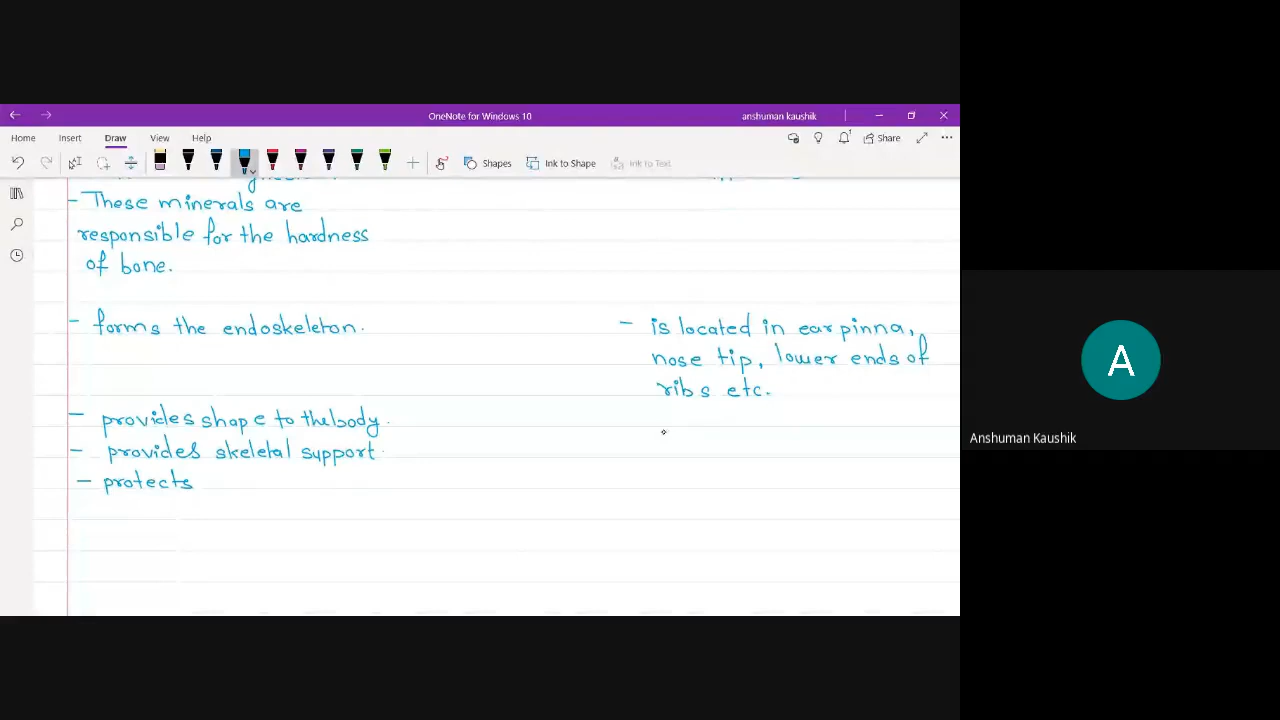 OneNote for Windows 10
anshuman kaushik
Home Insert Draw View Help
Share
Shapes Ink to Shape Ink to Text
- These minerals are
responsible for the hardness
of bone.
- forms the endoskeleton.
- is located in ear pinna,
nose tip, lower ends of
ribs etc.
- provides shape to the body.
- provides skeletal support.
- protects
A
Anshuman Kaushik